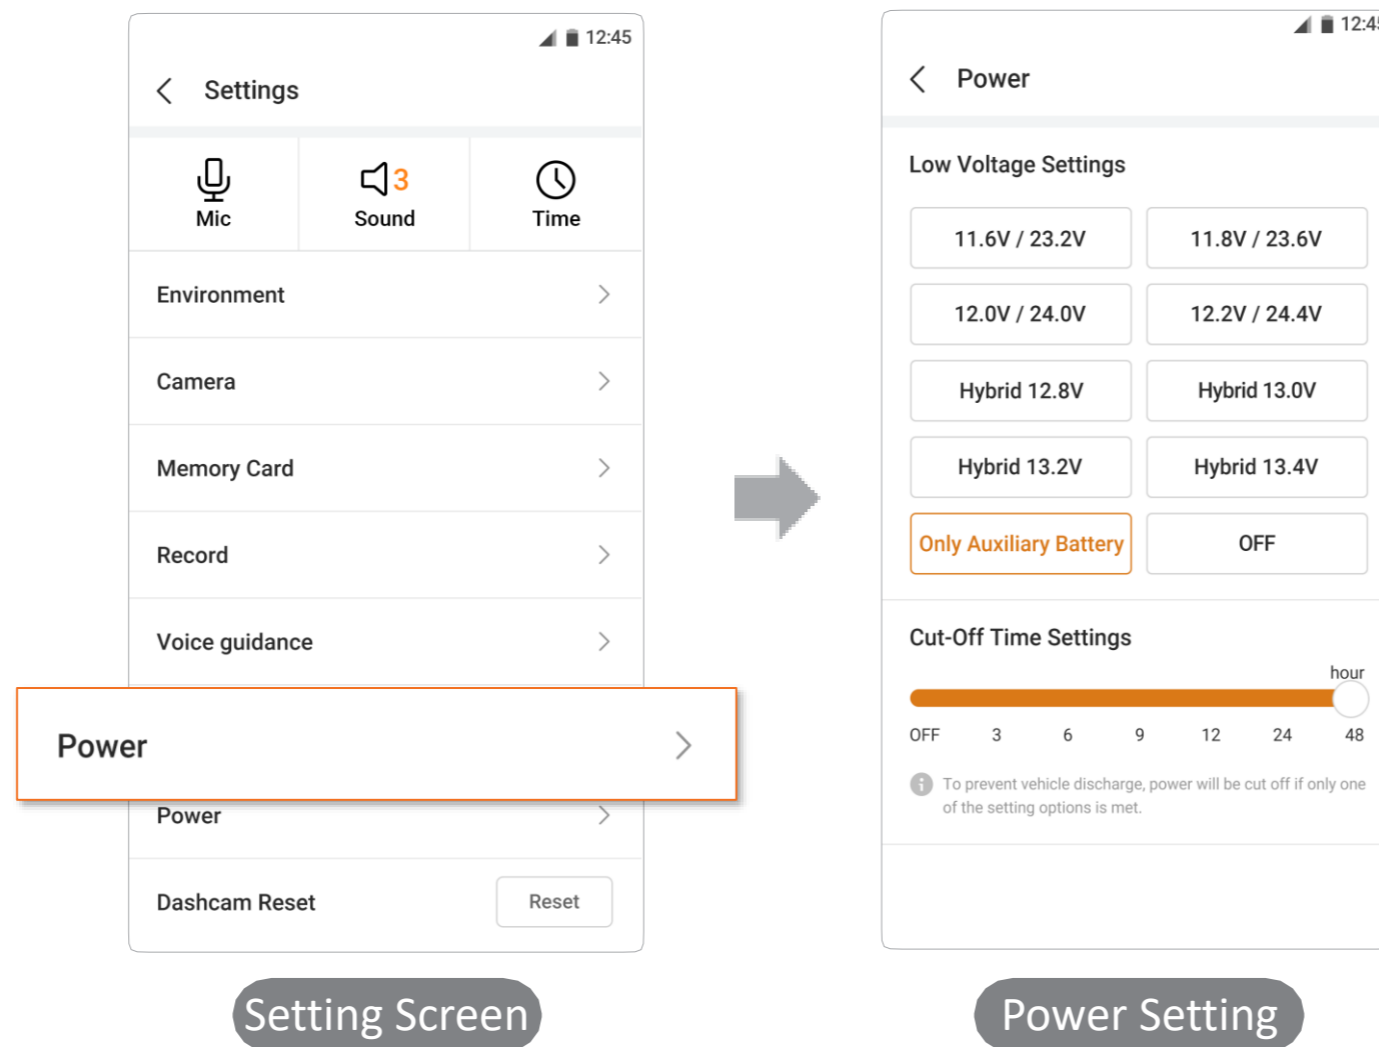 12:45
Settings
3
Mic
Sound
Time
Environment
Camera
Memory Card
Record
Voice guidance
Power
Power
Dashcam Reset
Reset
Setting Screen
12:45
Power
Low Voltage Settings
11.6V / 23.2V
11.8V / 23.6V
12.0V / 24.0V
12.2V / 24.4V
Hybrid 12.8V
Hybrid 13.0V
Hybrid 13.2V
Hybrid 13.4V
Only Auxiliary Battery
OFF
Cut-Off Time Settings
hour
OFF 3 6 9 12 24 48
To prevent vehicle discharge, power will be cut off if only one
of the setting options is met.
Power Setting